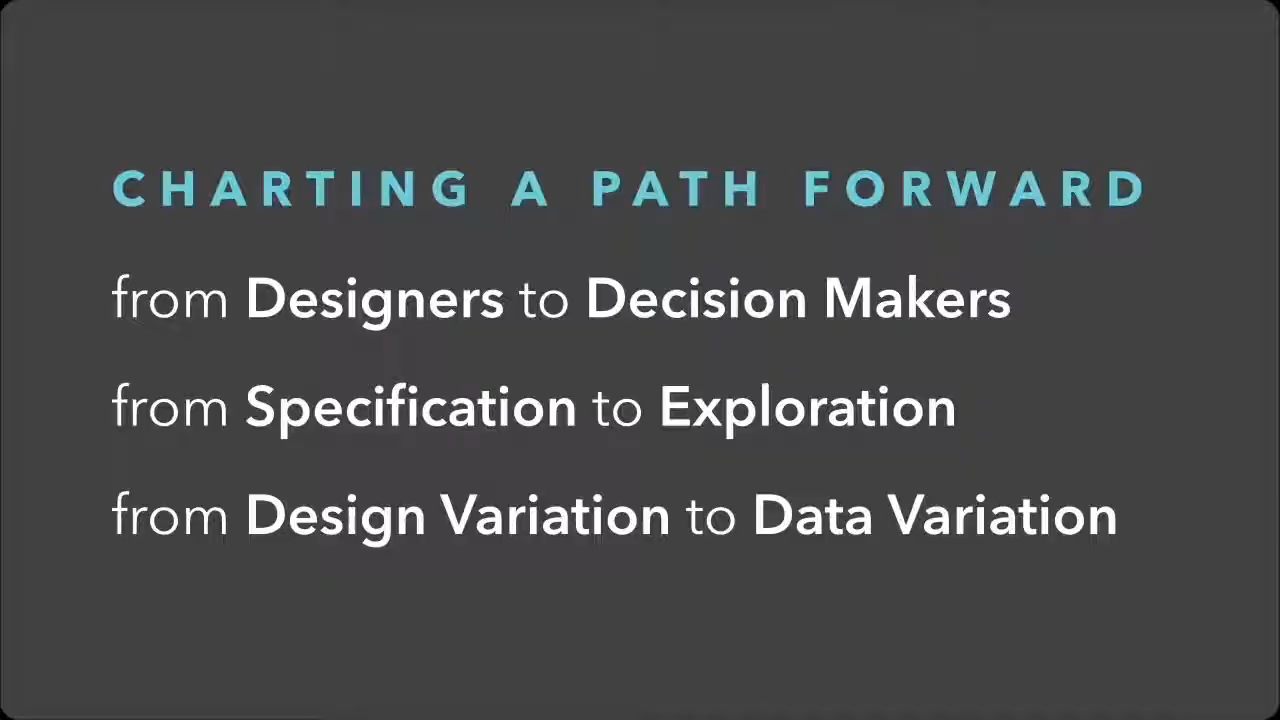 CHARTING A PATH FORWARD
from Designers to Decision Makers
from Specification to Exploration
from Design Variation to Data Variation